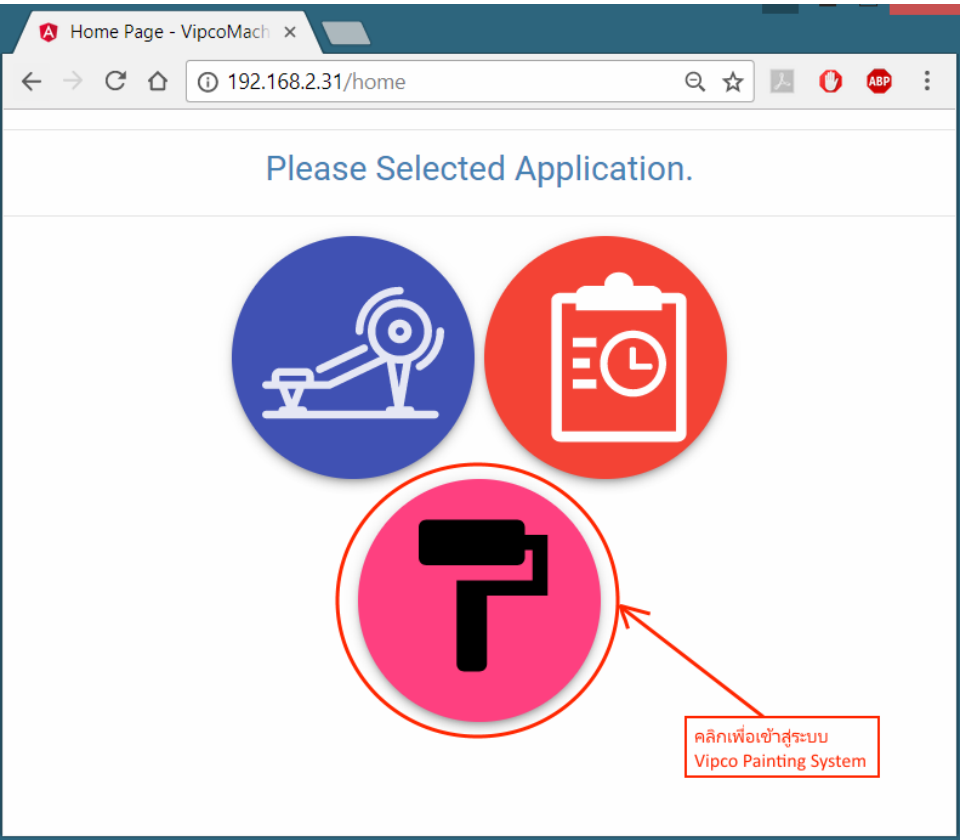 Home Page - VipcoMach
192.168.2.31/home
ABP
Please Selected Application.
คลิกเพื่อเข้าสู่ระบบ
Vipco Painting System